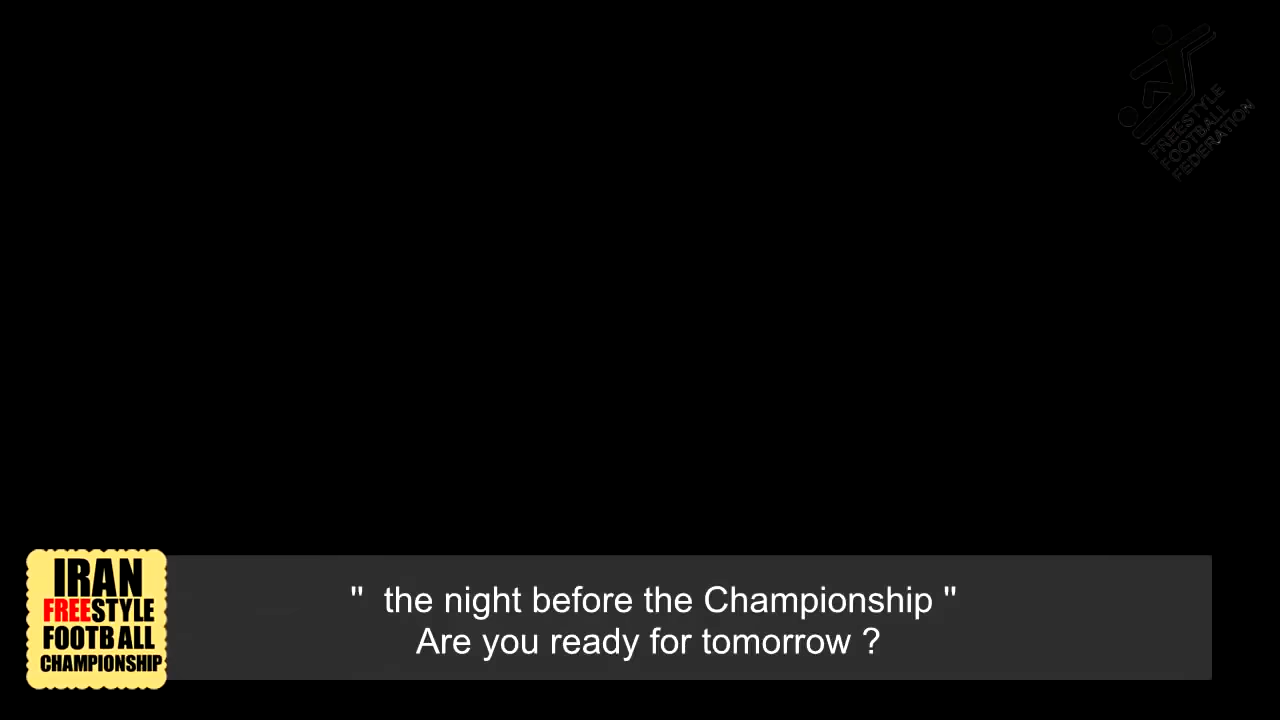 FREESTYLE
FOOTBALL
FEDERATION
IRAN
FREESTYLE
FOOTBALL
CHAMPIONSHIP
" the night before the Championship "
Are you ready for tomorrow ?